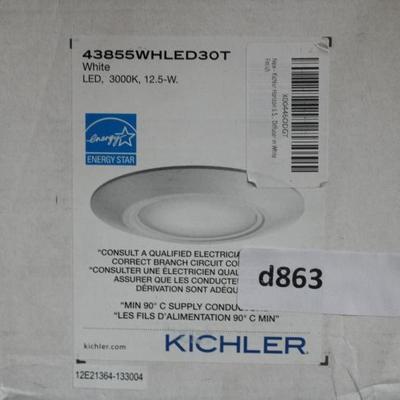 43855WHLED30T
White
LED, 3000K, 12.5-W.
ENERGY STAR
"CONSULT A QUALIFIED ELECTRICIA
CORRECT BRANCH CIRCUIT CO
"CONSULTER UNE ÉLECTRICIEN QUAL
ASSURER QUE LES CONDUCTE
DÉRIVATION SONT ADÉQU
d863
"MIN 90° C SUPPLY CONDUC
"LES FILS D'ALIMENTATION 90° C MIN"
kichler.com
KICHLER
12E21364-133004